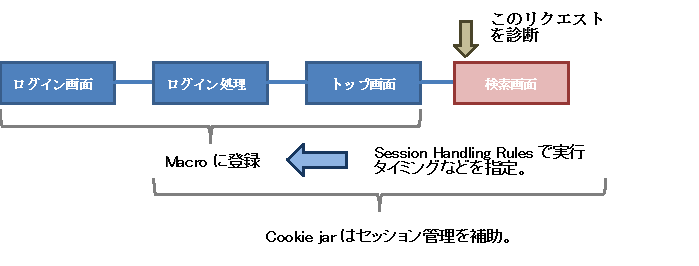 このリクエスト
を診断
ログイン画面
ログイン処理
トップ画面
検索画面
Macro に登録
Session Handling Rules で実行
タイミングなどを指定。
Cookie jar はセッション管理を補助。